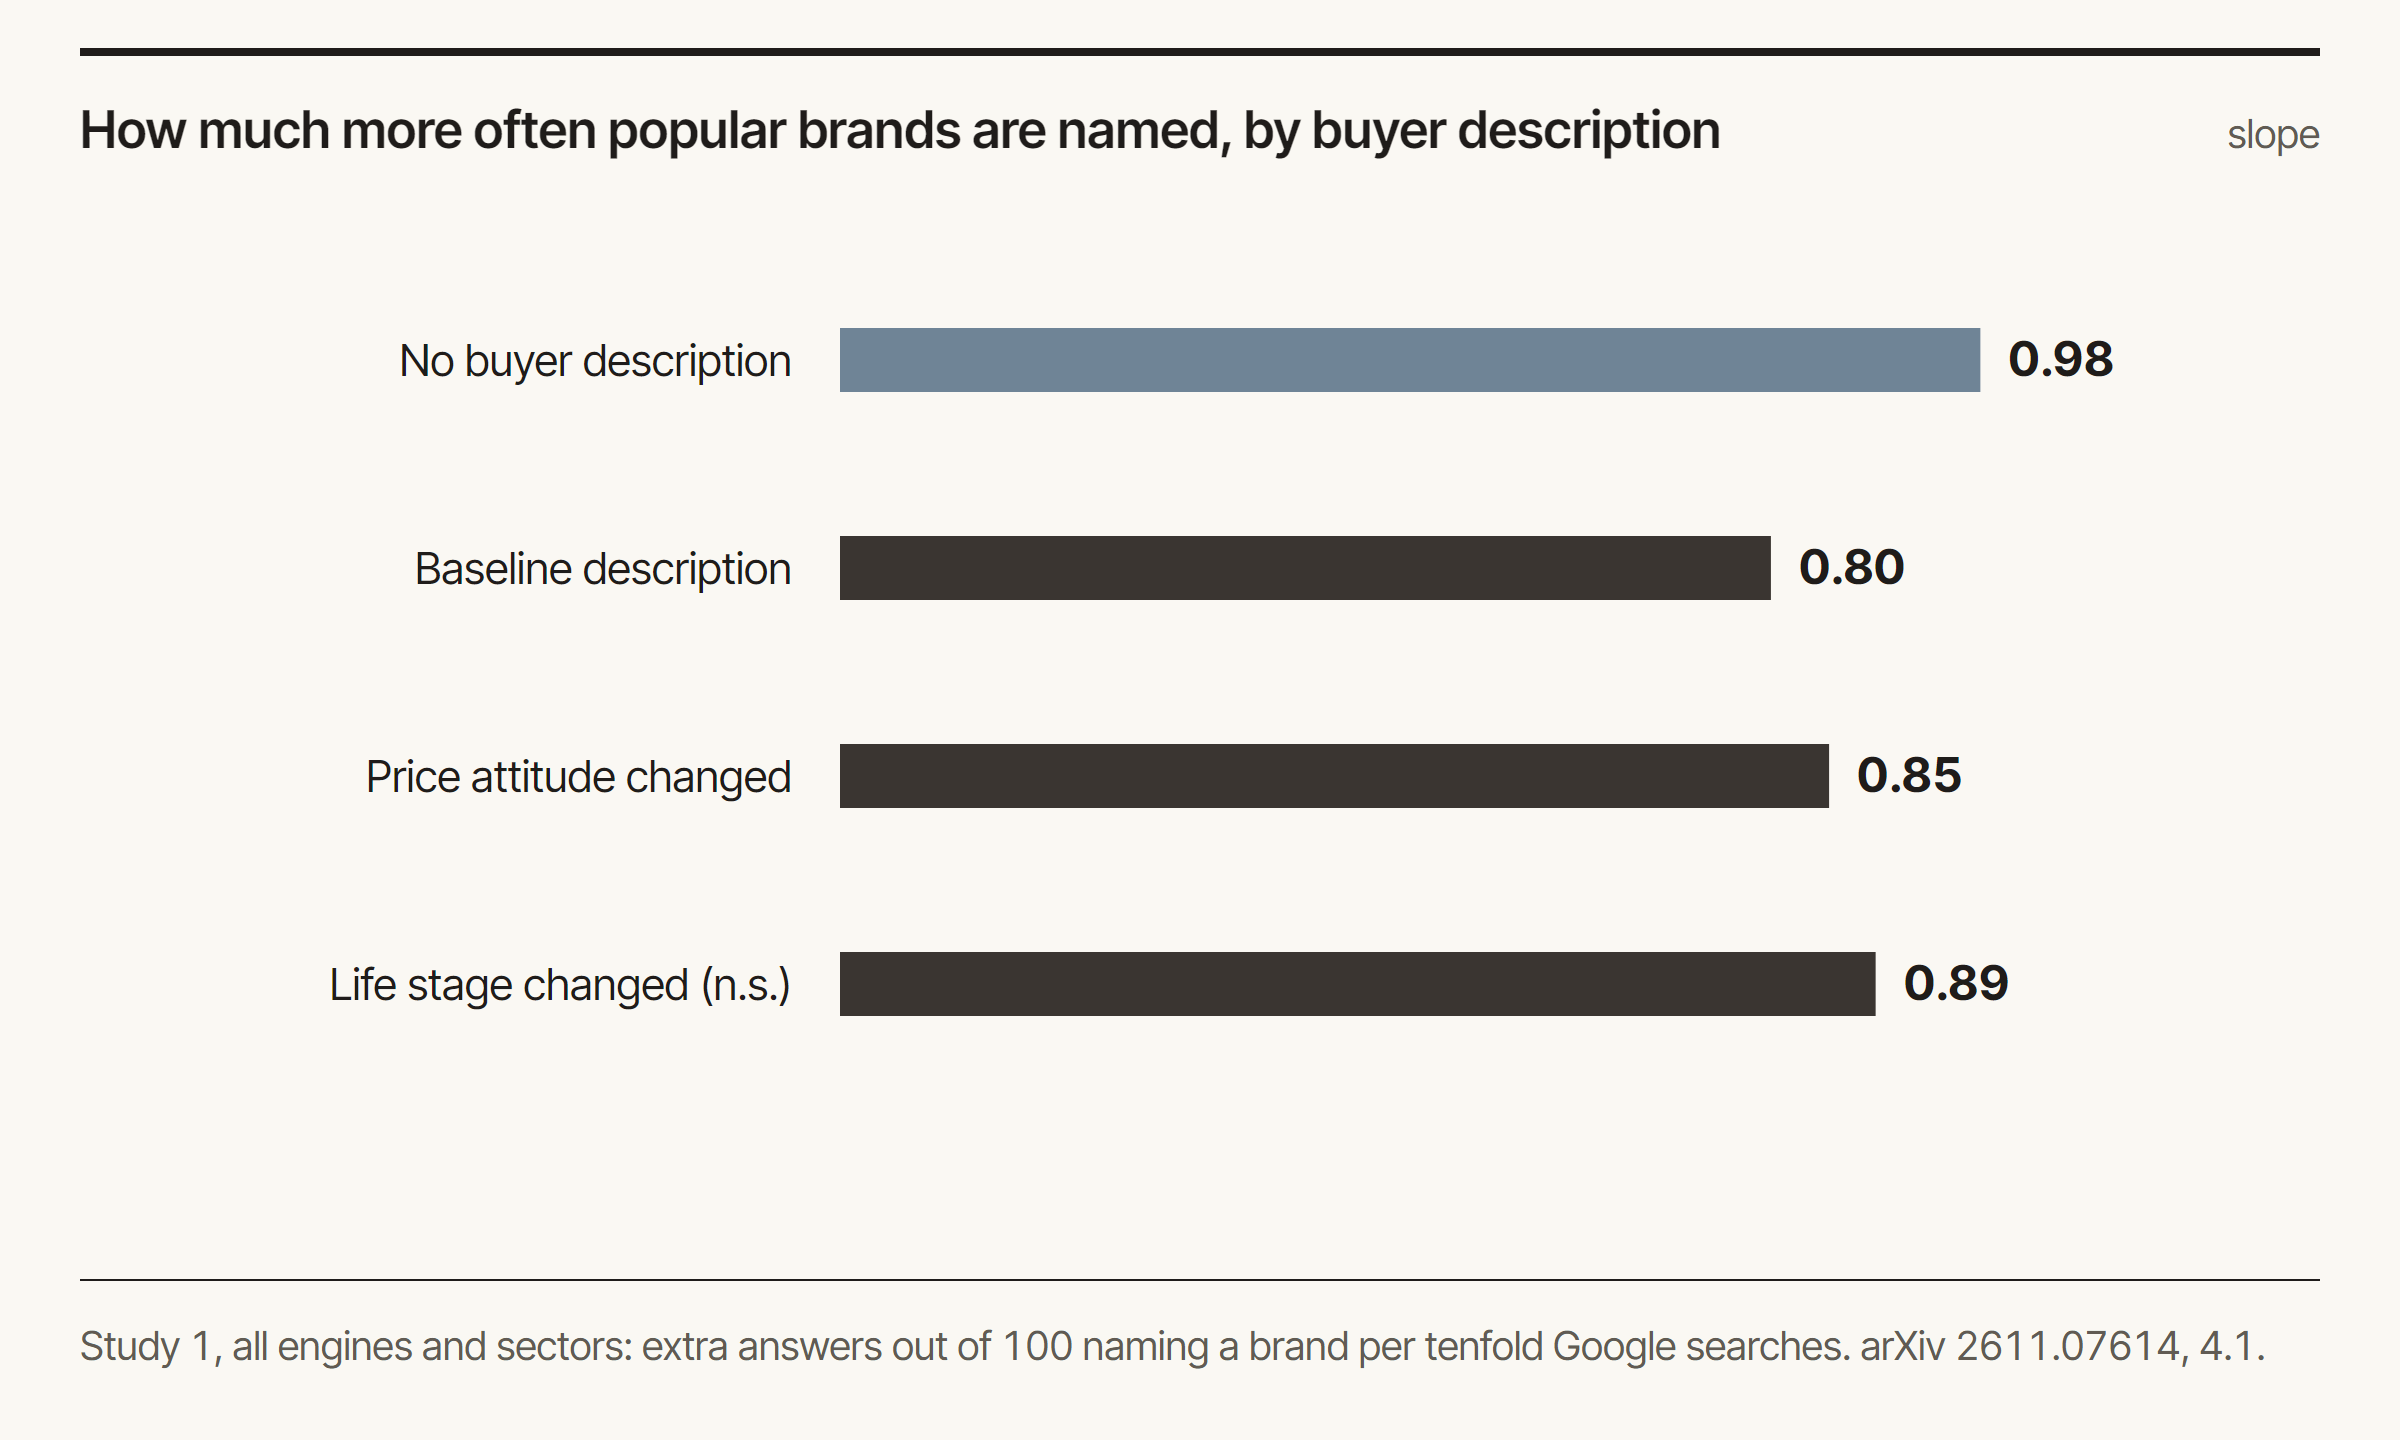 How much more often popular brands are named, by buyer description
slope
No buyer description 0.98
Baseline description 0.80
Price attitude changed 0.85
Life stage changed (n.s.) 0.89
Study 1, all engines and sectors: extra answers out of 100 naming a brand per tenfold Google searches. arXiv 2611.07614, 4.1.